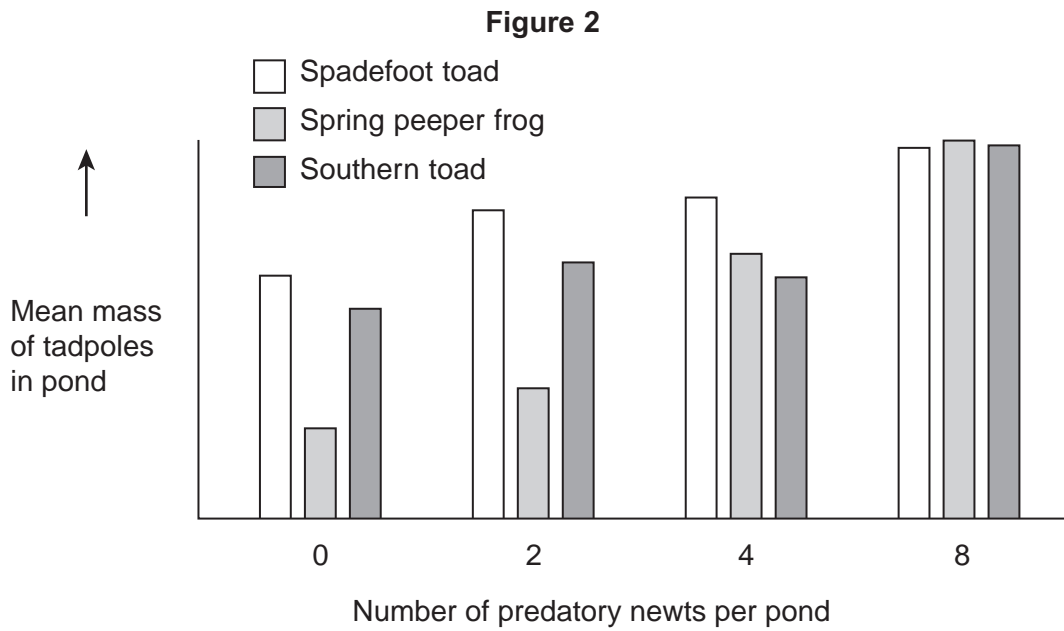 Figure 2
Spadefoot toad
Spring peeper frog
Southern toad
Mean mass
of tadpoles
in pond
0 2 4 8
Number of predatory newts per pond